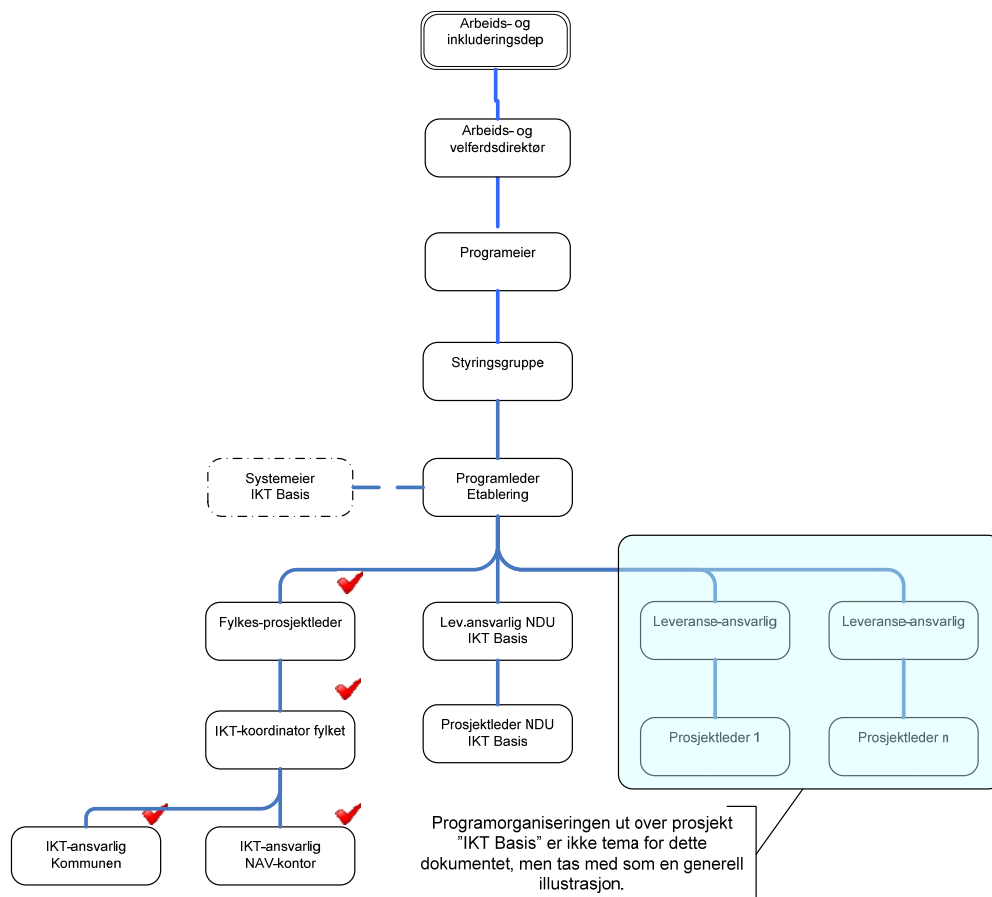 Arbeids- og
inkluderingsdep
Arbeids- og
velferdsdirektør
Programeier
Styringsgruppe
Systemeier
IKT Basis
Programleder
Etablering
Fylkes-prosjektleder
Lev.ansvarlig NDU
IKT Basis
Leveranse-ansvarlig
Leveranse-ansvarlig
IKT-koordinator fylket
Prosjektleder NDU
IKT Basis
Prosjektleder 1
Prosjektleder n
IKT-ansvarlig
Kommunen
IKT-ansvarlig
NAV-kontor
Programorganiseringen ut over prosjekt
”IKT Basis” er ikke tema for dette
dokumentet, men tas med som en generell
illustrasjon.